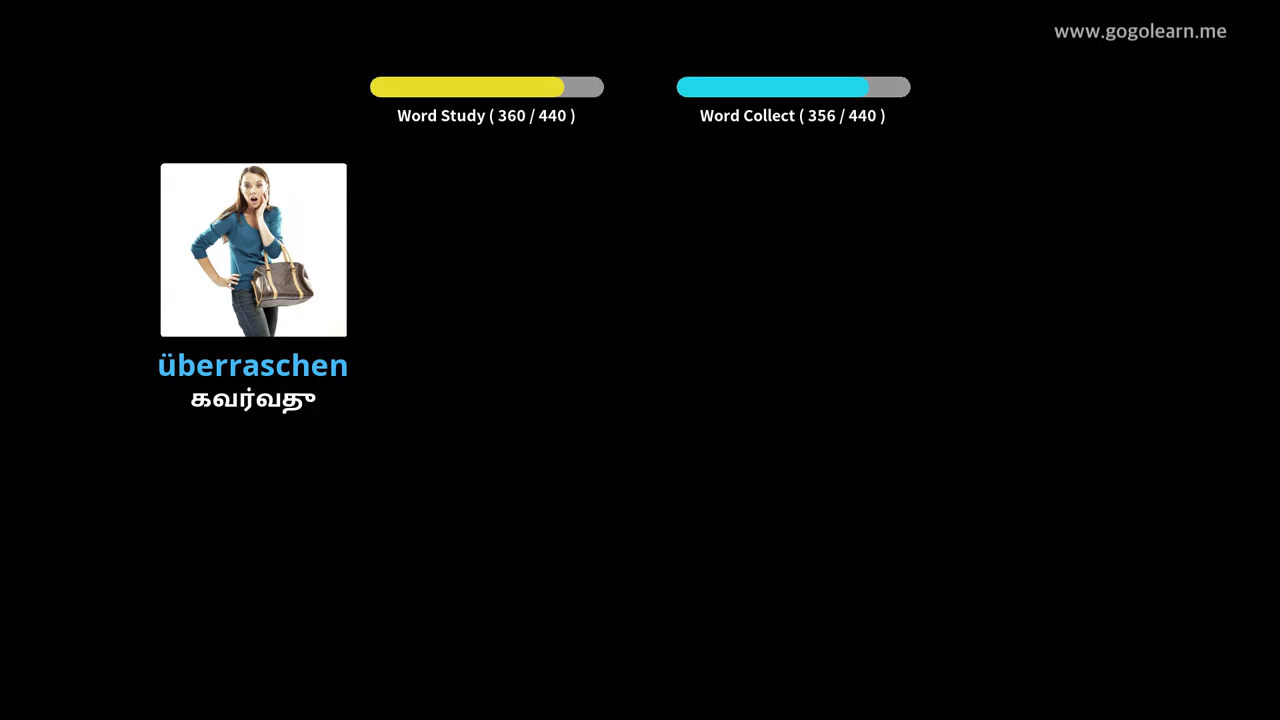 www.gogolearn.me
Word Study ( 360 / 440 )
Word Collect ( 356 / 440 )
überraschen
கவர்வது